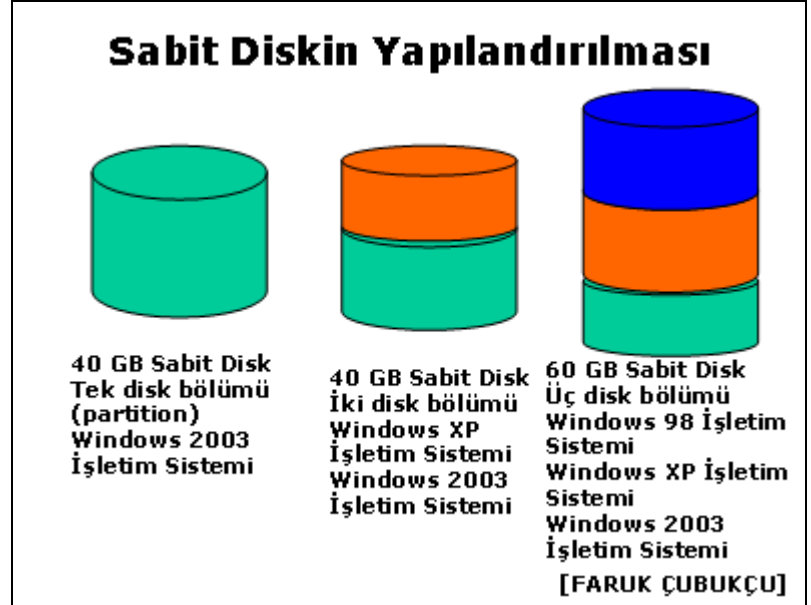 Sabit Diskin Yapılandırılması
40 GB Sabit Disk
Tek disk bölümü
(partition)
Windows 2003
İşletim Sistemi
40 GB Sabit Disk
İki disk bölümü
Windows XP
İşletim Sistemi
Windows 2003
İşletim Sistemi
60 GB Sabit Disk
Üç disk bölümü
Windows 98 İşletim
Sistemi
Windows XP İşletim
Sistemi
Windows 2003
İşletim Sistemi
[FARUK ÇUBUKÇU]